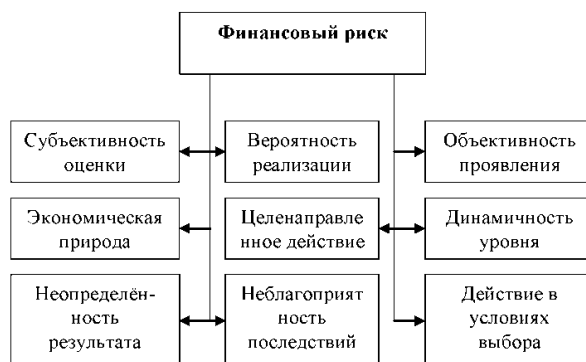 Финансовый риск
Субъективность
оценки
Вероятность
реализации
Объективность
проявления
Экономическая
природа
Целенаправле
нное действие
Динамичность
уровня
Неопределён-
ность
результата
Неблагоприят
ность
последствий
Действие в
условиях
выбора